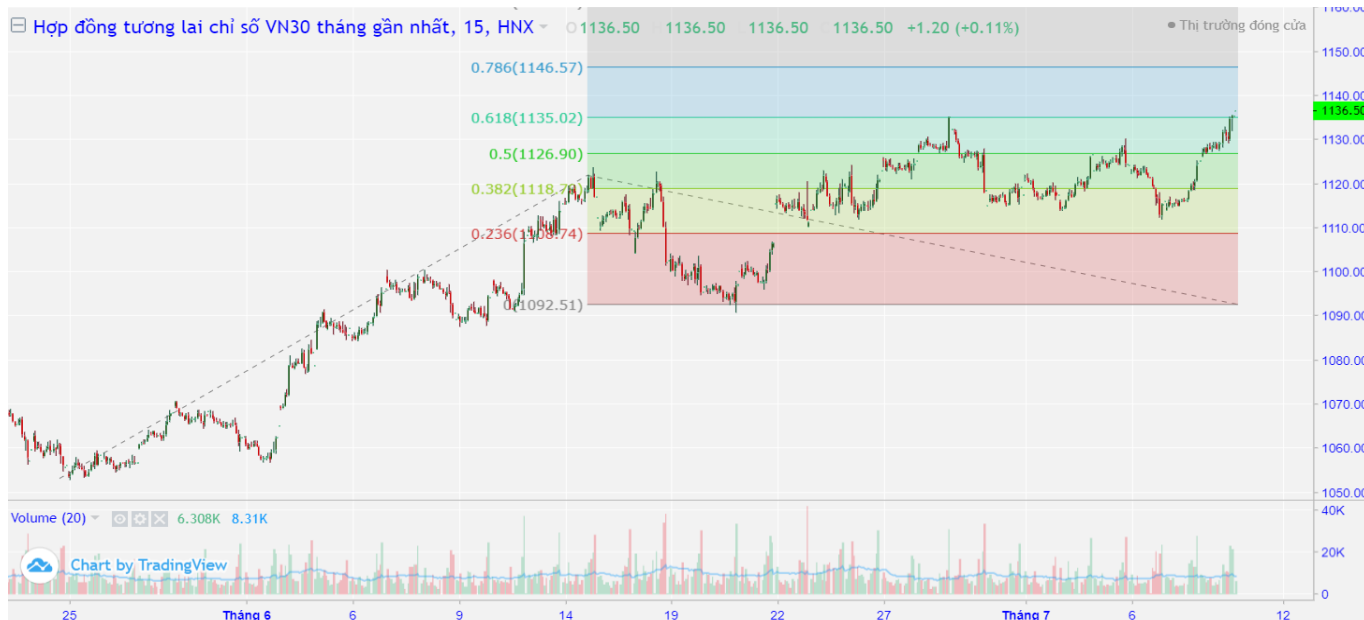 Hợp đồng tương lai chỉ số VN30 tháng gần nhất, 15, HNX O1136.50 1136.50 1136.50 1136.50 +1.20 (+0.11%)
Thị trường đóng cửa
1160.00
1150.00
0.786(1146.57)
1140.00
0.618(1135.02)
1136.50
1130.00
0.5(1126.90)
1120.00
1110.00
0.236(1108.74)
1100.00
0(1092.51)
1090.00
1080.00
1070.00
1060.00
1050.00
Volume (20) 6.308K 8.31K
40K
20K
0
Chart by TradingView
25 Tháng 6 6 9 14 19 22 27 Tháng 7 6 12